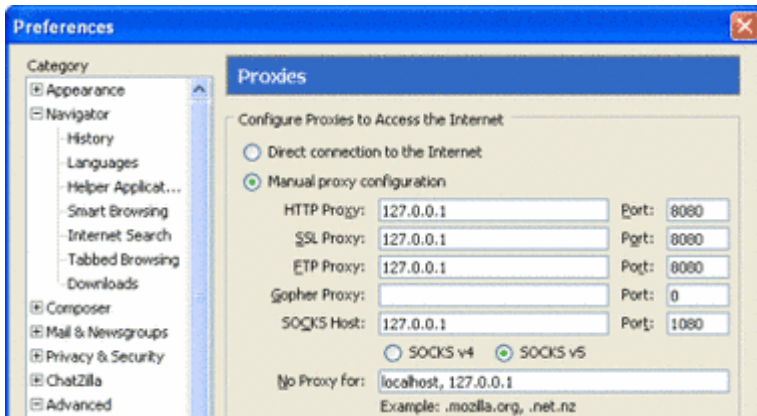 Preferences
Category
Appearance
Navigator
History
Languages
Helper Applicat...
Smart Browsing
Internet Search
Tabbed Browsing
Downloads
Composer
Mail & Newsgroups
Privacy & Security
ChatZilla
Advanced
Proxies
Configure Proxies to Access the Internet
Direct connection to the Internet
Manual proxy configuration
HTTP Proxy: 127.0.0.1 Port: 8080
SSL Proxy: 127.0.0.1 Port: 8080
FTP Proxy: 127.0.0.1 Port: 8080
Gopher Proxy: Port: 0
SOCKS Host: 127.0.0.1 Port: 1080
SOCKS v4 SOCKS v5
No Proxy for: localhost, 127.0.0.1
Example: .mozilla.org, .net.nz